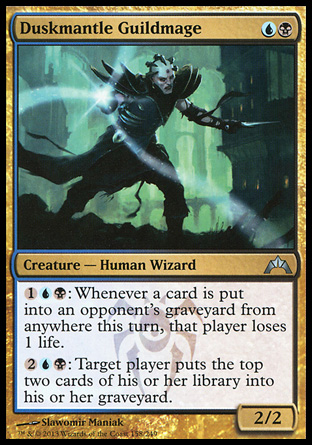 Duskmantle Guildmage
Creature — Human Wizard
1: Whenever a card is put
into an opponent's graveyard from
anywhere this turn, that player loses
1 life.
2: Target player puts the top
two cards of his or her library into
his or her graveyard.
Slawomir Maniak
™ & © 2013 Wizards of the Coast 158/249
2/2